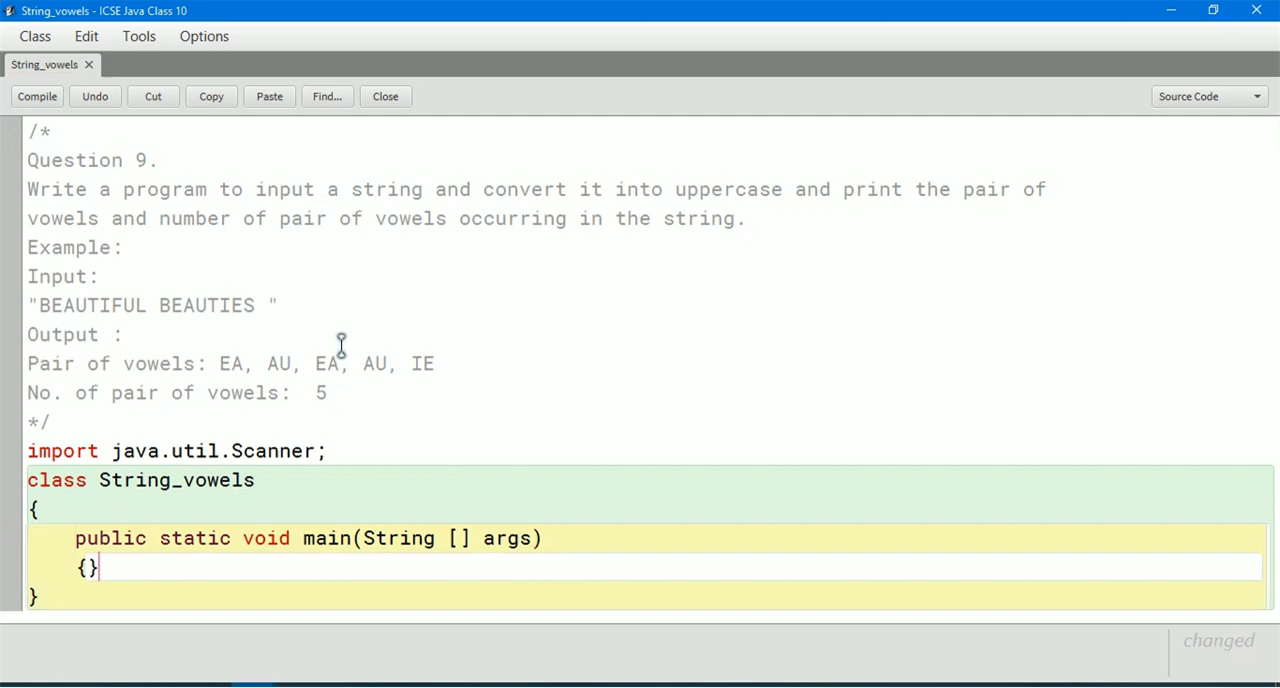 String_vowels - ICSE Java Class 10
Class Edit Tools Options
String_vowels
Compile Undo Cut Copy Paste Find... Close Source Code
/*
Question 9.
Write a program to input a string and convert it into uppercase and print the pair of
vowels and number of pair of vowels occurring in the string.
Example:
Input:
"BEAUTIFUL BEAUTIES "
Output :
Pair of vowels: EA, AU, EA, AU, IE
No. of pair of vowels:  5
*/
import java.util.Scanner;
class String_vowels
{
    public static void main(String [] args)
    {}
}
changed